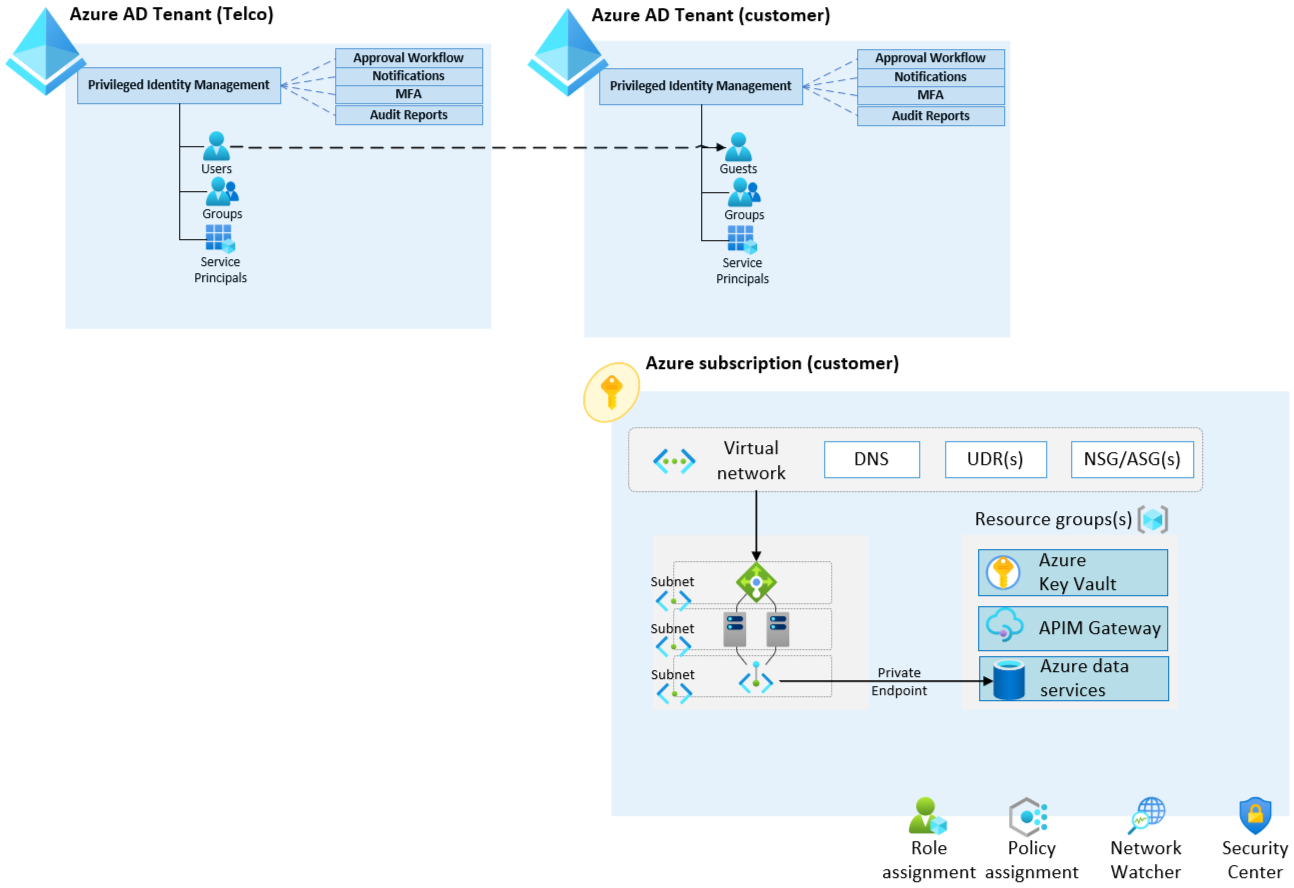 Azure AD Tenant (Telco)
Privileged Identity Management
Approval Workflow
Notifications
MFA
Audit Reports
Users
Groups
Service
Principals
Azure AD Tenant (customer)
Privileged Identity Management
Approval Workflow
Notifications
MFA
Audit Reports
Guests
Groups
Service
Principals
Azure subscription (customer)
Virtual
network
DNS
UDR(s)
NSG/ASG(s)
Resource groups(s)
Subnet
Subnet
Subnet
Private
Endpoint
Azure
Key Vault
APIM Gateway
Azure data
services
Role
assignment
Policy
assignment
Network
Watcher
Security
Center